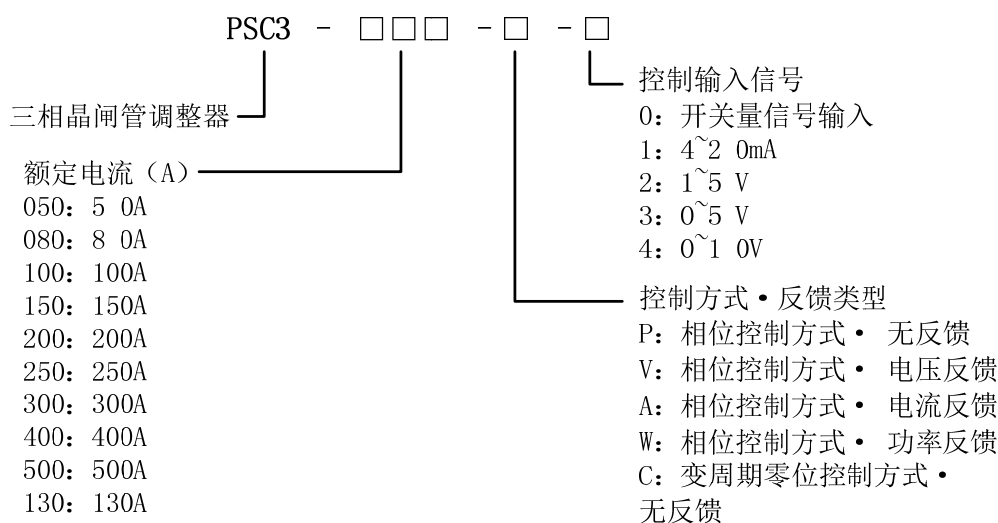 PSC3 - □□□ - □ - □
三相晶闸管调整器
额定电流（A）
050：5 0A
080：8 0A
100：100A
150：150A
200：200A
250：250A
300：300A
400：400A
500：500A
130：130A
控制输入信号
0：开关量信号输入
1：4~2 0mA
2：1~5 V
3：0~5 V
4：0~1 0V
控制方式·反馈类型
P：相位控制方式· 无反馈
V：相位控制方式· 电压反馈
A：相位控制方式· 电流反馈
W：相位控制方式· 功率反馈
C：变周期零位控制方式·
无反馈